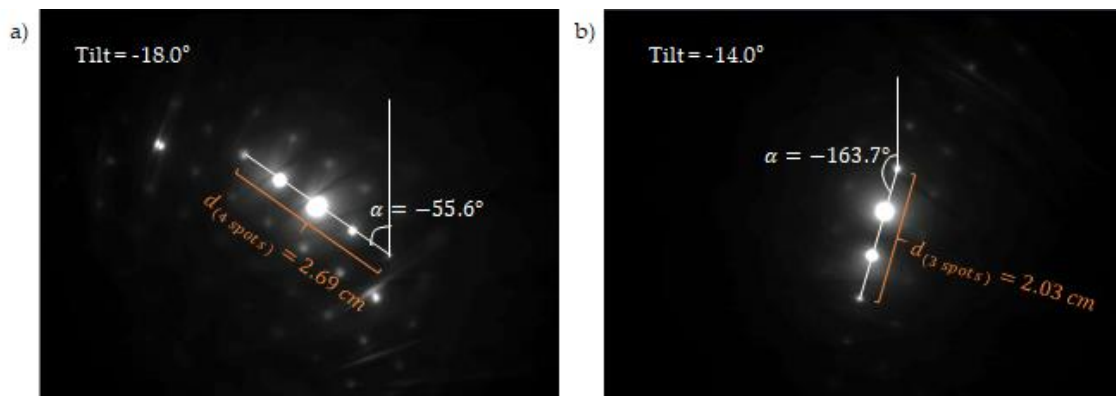 a)
Tilt = -18.0°
α = −55.6°
d(4 spots) = 2.69 cm
b)
Tilt = -14.0°
α = −163.7°
d(3 spots) = 2.03 cm